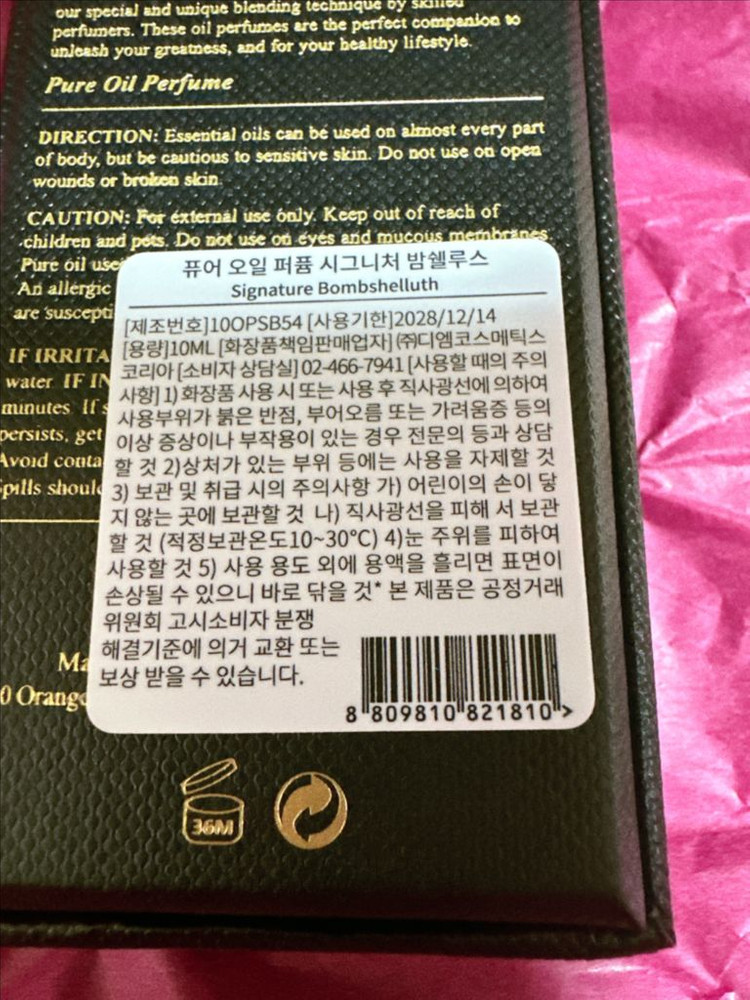 our special and unique blending technique by skilled
perfumers. These oil perfumes are the perfect companion to
unleash your greatness, and for your healthy lifestyle.
Pure Oil Perfume
DIRECTION: Essential oils can be used on almost every part
of body, but be cautious to sensitive skin. Do not use on open
wounds or broken skin.
CAUTION: For external use only. Keep out of reach of
children and pets. Do not use on eyes and mucous membranes
Pure oil use
An allergic
are 'suscepti
IF IRRITA
water. IF IN
minutes. If s
persists, get
Avoid conta
Spills shoul
퓨어 오일 퍼퓸 시그니처 밤쉘루스
Signature Bombshelluth
[제조번호]10OPSB54 [사용기한]2028/12/14
[용량]10ML [화장품책임판매업자] ㈜디엠코스메틱스
코리아 [소비자 상담실] 02-466-7941 [사용할 때의 주의
사항] 1) 화장품 사용 시 또는 사용 후 직사광선에 의하여
사용부위가 붉은 반점, 부어오름 또는 가려움증 등의
이상 증상이나 부작용이 있는 경우 전문의 등과 상담
할 것 2)상처가 있는 부위 등에는 사용을 자제할 것
3) 보관 및 취급 시의 주의사항 가) 어린이의 손이 닿
지 않는 곳에 보관할 것 나) 직사광선을 피해 서 보관
할 것 (적정보관온도10~30°C) 4)눈 주위를 피하여
사용할 것 5) 사용 용도 외에 용액을 흘리면 표면이
손상될 수 있으니 바로 닦을 것* 본 제품은 공정거래
위원회 고시소비자 분쟁
해결기준에 의거 교환 또는
보상 받을 수 있습니다.
8 809810 821810 >
Ma
0 Orange
36M